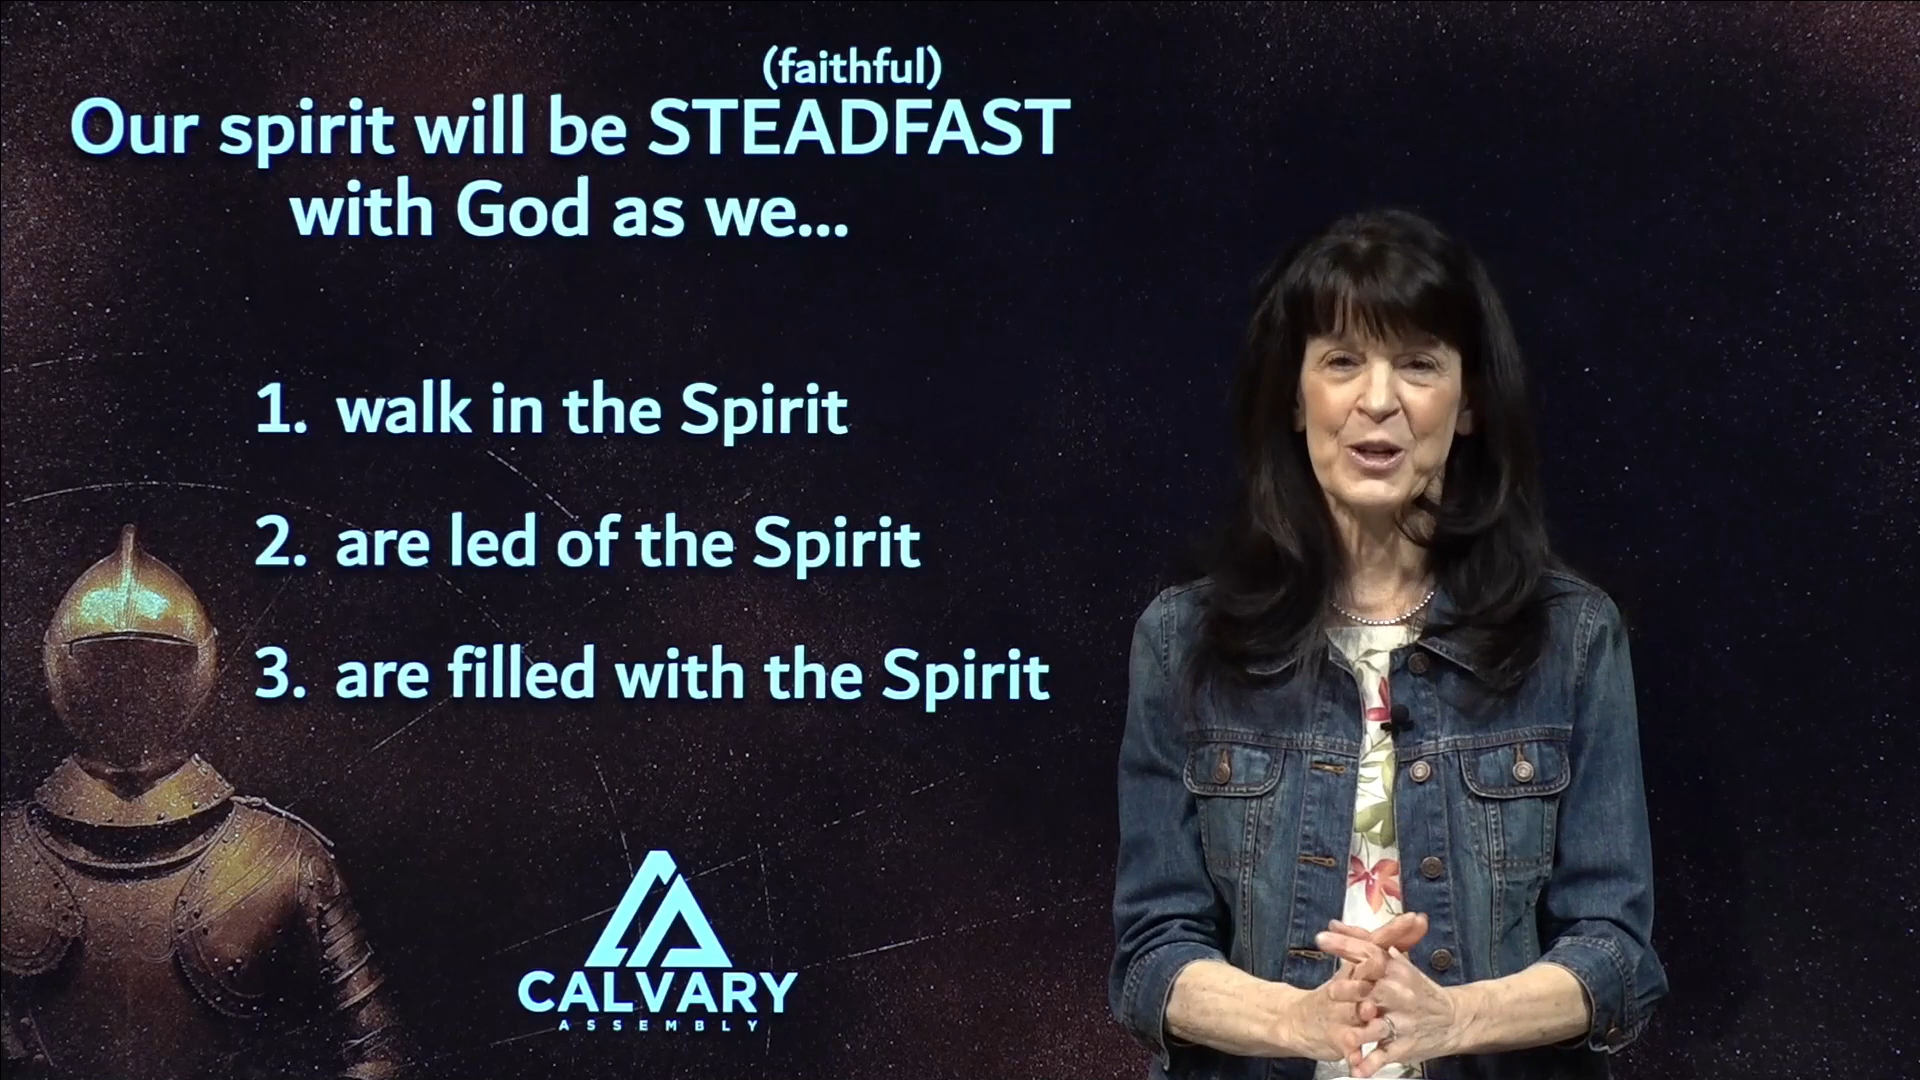 (faithful)
Our spirit will be STEADFAST
with God as we...
1. walk in the Spirit
2. are led of the Spirit
3. are filled with the Spirit
CALVARY
ASSEMBLY